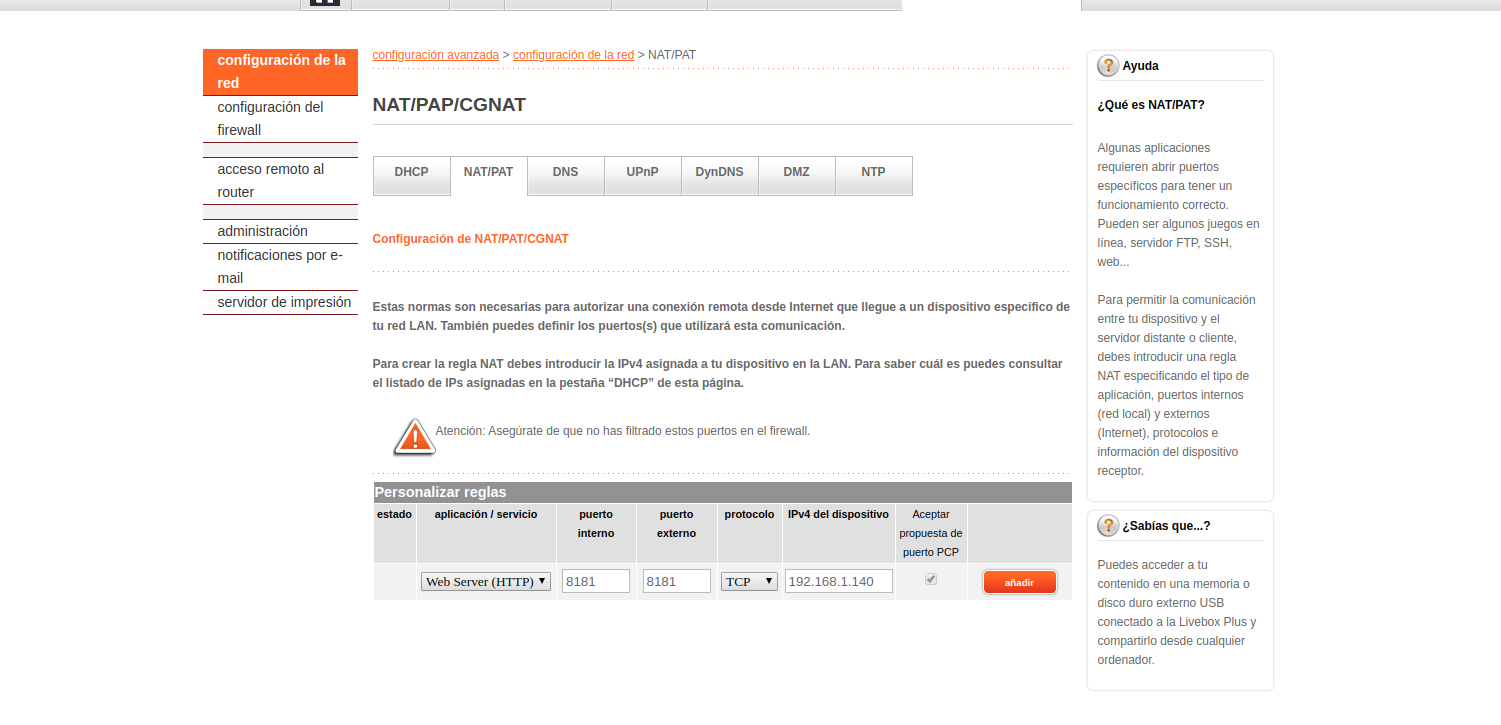 configuración de la
red
configuración del
firewall
acceso remoto al
router
administración
notificaciones por e-
mail
servidor de impresión
configuración avanzada > configuración de la red > NAT/PAT
NAT/PAP/CGNAT
DHCP NAT/PAT DNS UPnP DynDNS DMZ NTP
Configuración de NAT/PAT/CGNAT
Estas normas son necesarias para autorizar una conexión remota desde Internet que llegue a un dispositivo específico de
tu red LAN. También puedes definir los puertos(s) que utilizará esta comunicación.
Para crear la regla NAT debes introducir la IPv4 asignada a tu dispositivo en la LAN. Para saber cuál es puedes consultar
el listado de IPs asignadas en la pestaña “DHCP” de esta página.
Atención: Asegúrate de que no has filtrado estos puertos en el firewall.
Personalizar reglas
estado aplicación / servicio puerto interno puerto externo protocolo IPv4 del dispositivo Aceptar propuesta de puerto PCP
Web Server (HTTP) 8181 8181 TCP 192.168.1.140 añadir
Ayuda
¿Qué es NAT/PAT?
Algunas aplicaciones
requieren abrir puertos
específicos para tener un
funcionamiento correcto.
Pueden ser algunos juegos en
línea, servidor FTP, SSH,
web...
Para permitir la comunicación
entre tu dispositivo y el
servidor distante o cliente,
debes introducir una regla
NAT especificando el tipo de
aplicación, puertos internos
(red local) y externos
(Internet), protocolos e
información del dispositivo
receptor.
¿Sabías que...?
Puedes acceder a tu
contenido en una memoria o
disco duro externo USB
conectado a la Livebox Plus y
compartirlo desde cualquier
ordenador.